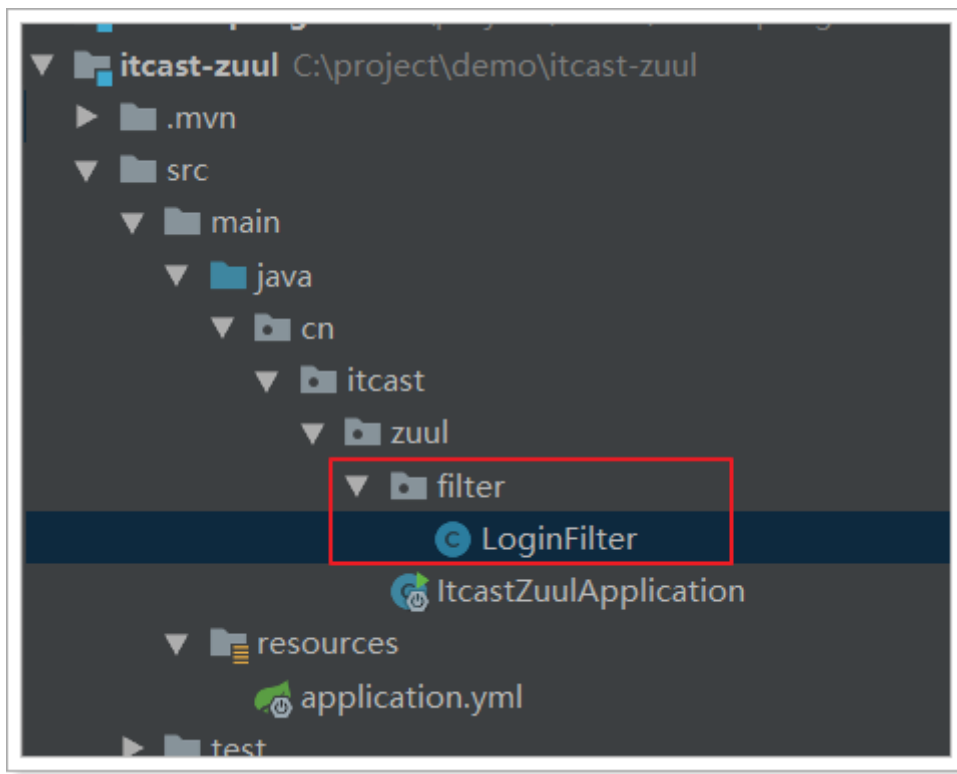 itcast-zuul C:\project\demo\itcast-zuul
.mvn
src
main
java
cn
itcast
zuul
filter
LoginFilter
ItcastZuulApplication
resources
application.yml
test